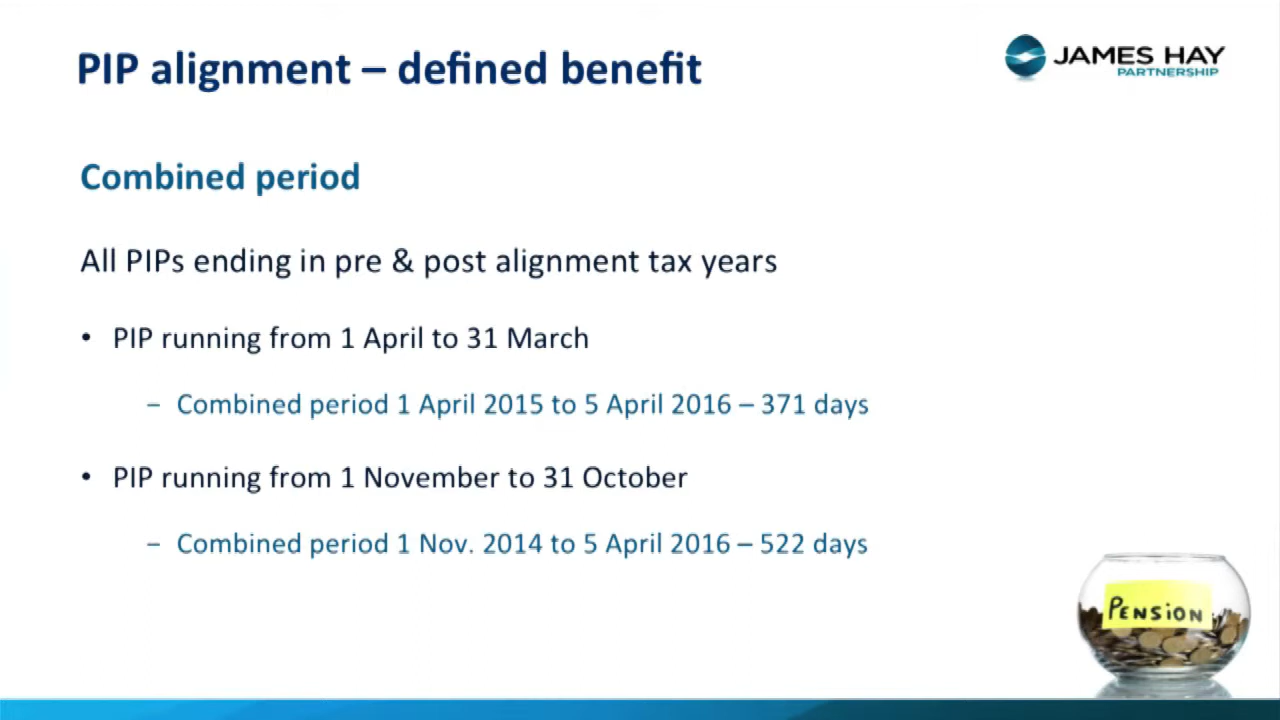 PIP alignment – defined benefit
JAMES HAY
PARTNERSHIP
Combined period
All PIPs ending in pre & post alignment tax years
• PIP running from 1 April to 31 March
– Combined period 1 April 2015 to 5 April 2016 – 371 days
• PIP running from 1 November to 31 October
– Combined period 1 Nov. 2014 to 5 April 2016 – 522 days
PENSiON